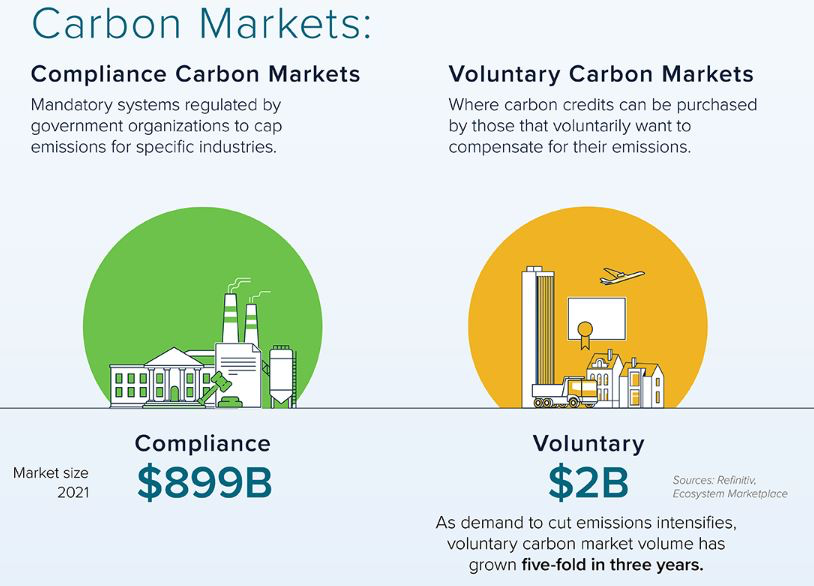 Carbon Markets:
Compliance Carbon Markets
Mandatory systems regulated by
government organizations to cap
emissions for specific industries.
Voluntary Carbon Markets
Where carbon credits can be purchased
by those that voluntarily want to
compensate for their emissions.
Market size
2021
Compliance
$899B
Voluntary
$2B
Sources: Refinitiv,
Ecosystem Marketplace
As demand to cut emissions intensifies,
voluntary carbon market volume has
grown five-fold in three years.